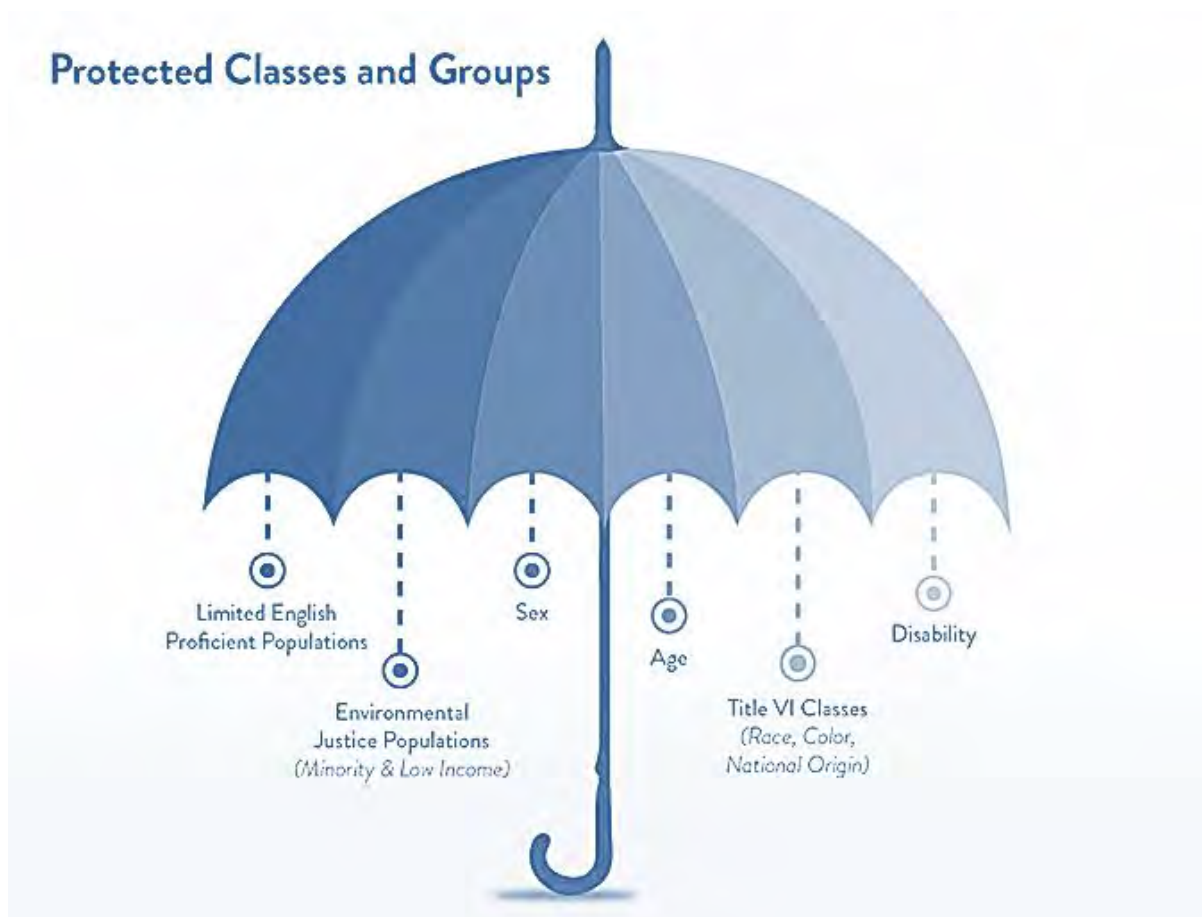 Protected Classes and Groups
Limited English
Proficient Populations
Environmental
Justice Populations
(Minority & Low Income)
Sex
Age
Title VI Classes
(Race, Color,
National Origin)
Disability